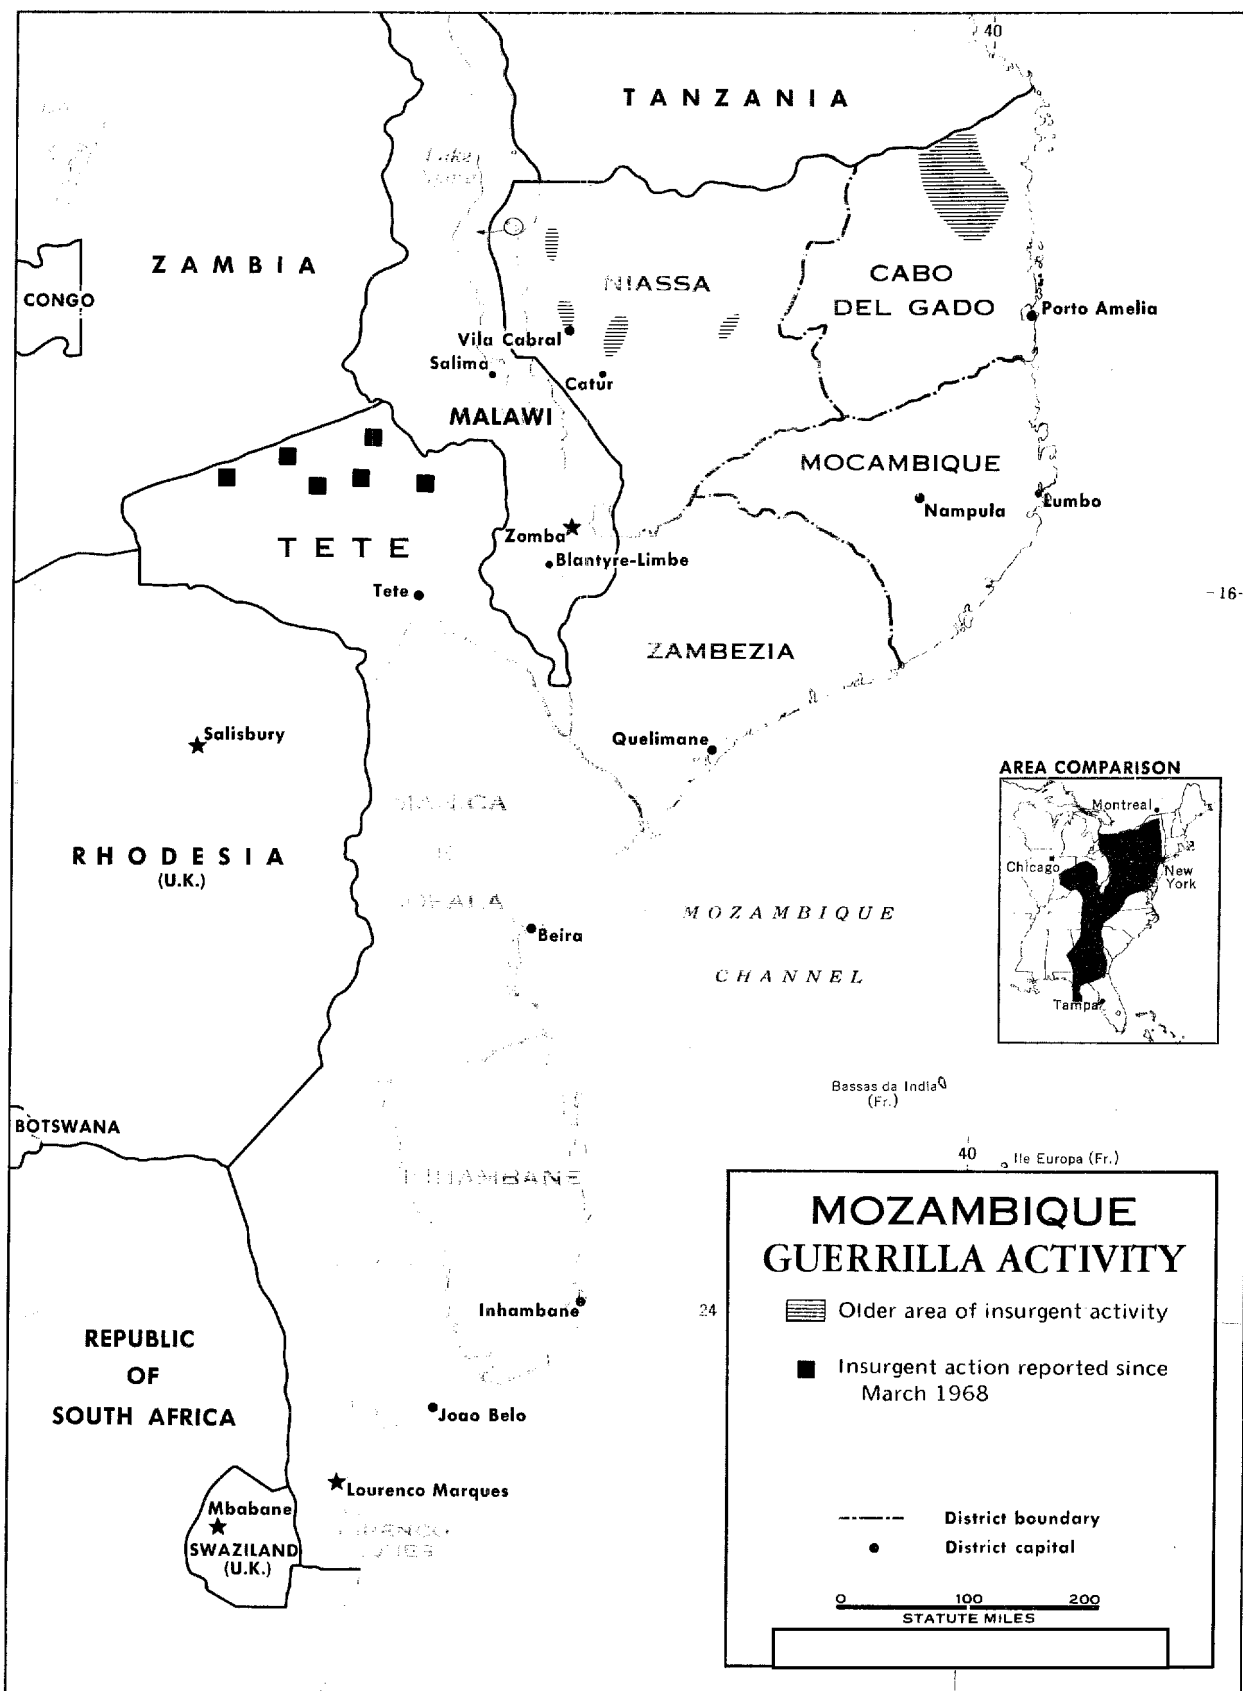 40
TANZANIA
Lake
ZAMBIA
CONGO
NIASSA
CABO
DEL GADO
Porto Amelia
Vila Cabral
Salima
Catur
MALAWI
MOCAMBIQUE
Nampula
Lumbo
Zomba
Blantyre-Limbe
TETE
Tete
-16-
ZAMBEZIA
Salisbury
Quelimane
AREA COMPARISON
Montreal
Chicago
New
York
Tampa
RHODESIA
(U.K.)
MOZAMBIQUE
CHANNEL
Beira
Bassas da India
(Fr.)
BOTSWANA
40
Ile Europa (Fr.)
INHAMBANE
Inhambane
24
REPUBLIC
OF
SOUTH AFRICA
Joao Belo
Lourenco Marques
Mbabane
SWAZILAND
(U.K.)
MOZAMBIQUE
GUERRILLA ACTIVITY
Older area of insurgent activity
Insurgent action reported since
March 1968
District boundary
District capital
0 100 200
STATUTE MILES